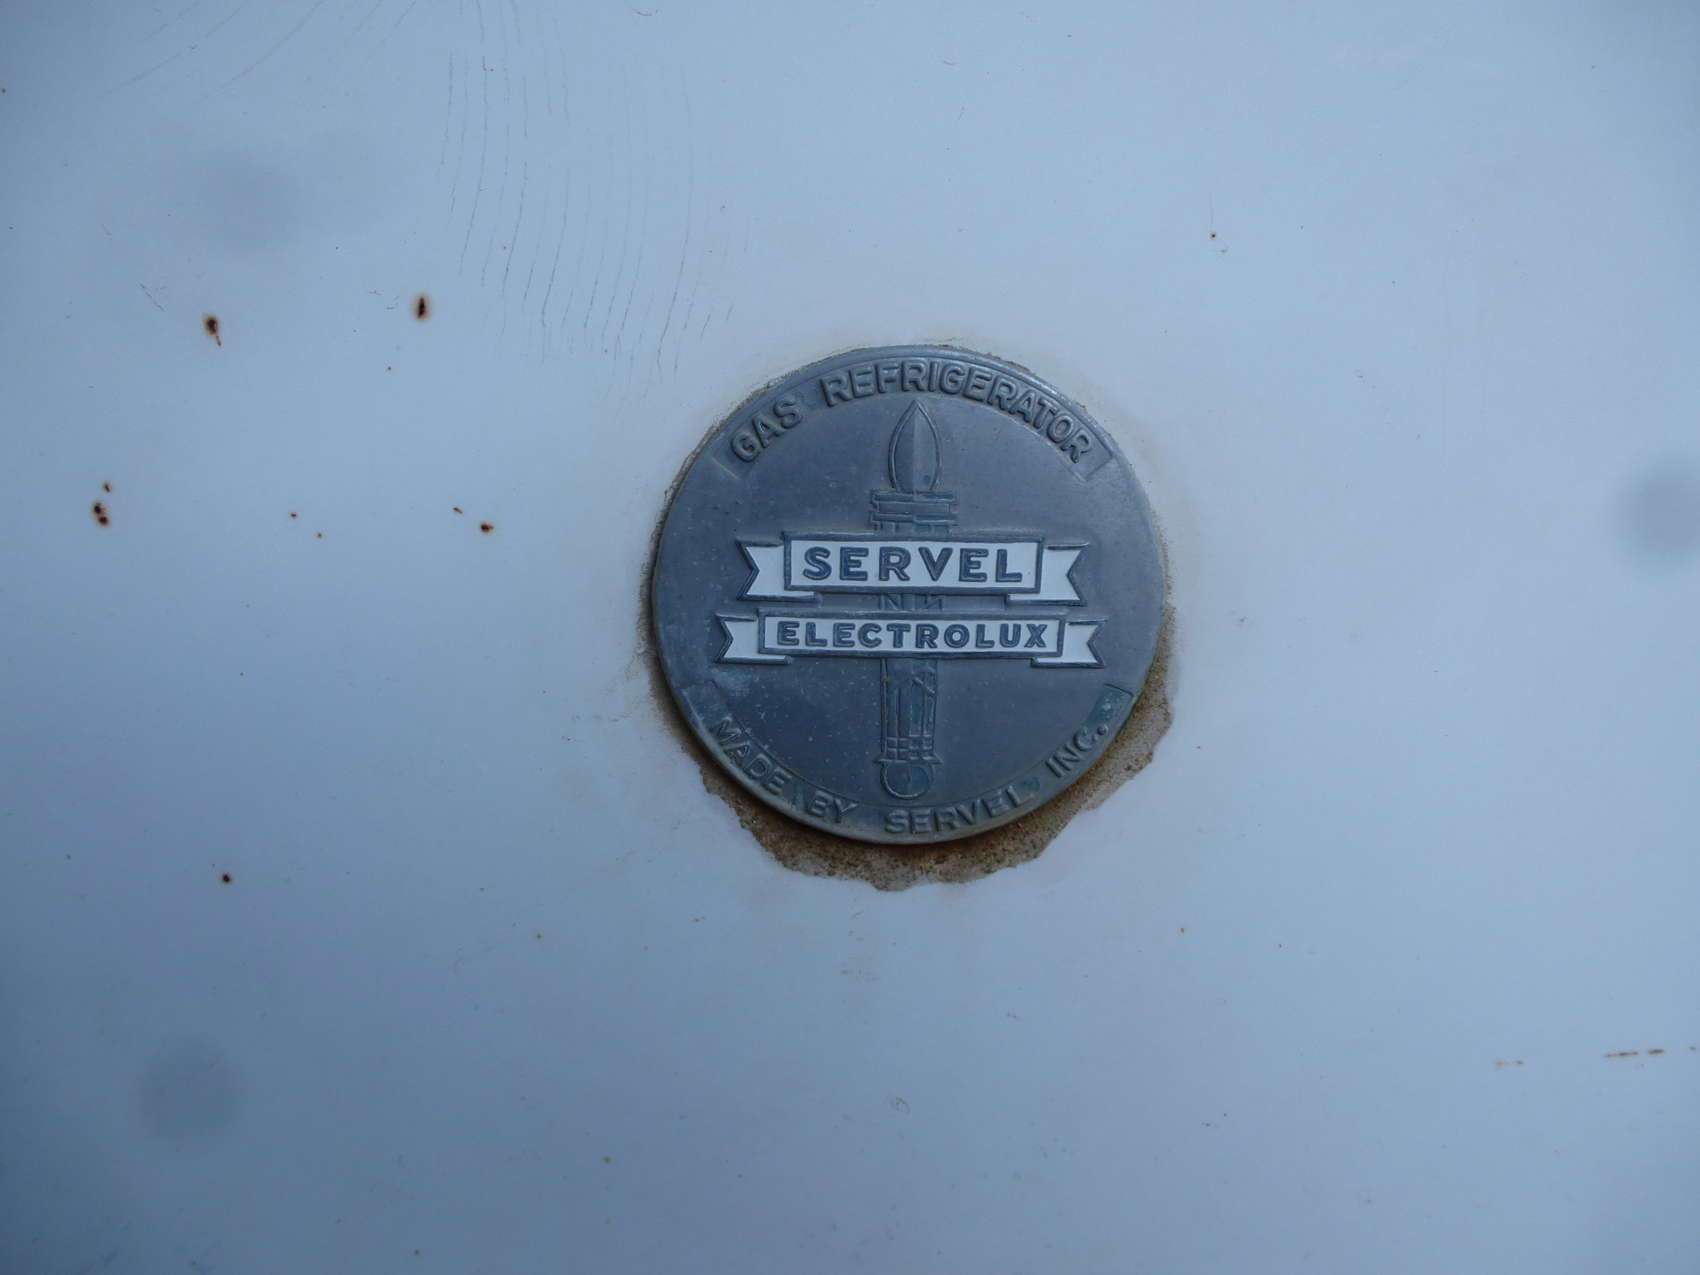 GAS REFRIGERATOR
SERVEL
ELECTROLUX
MADE BY SERVEL, INC.